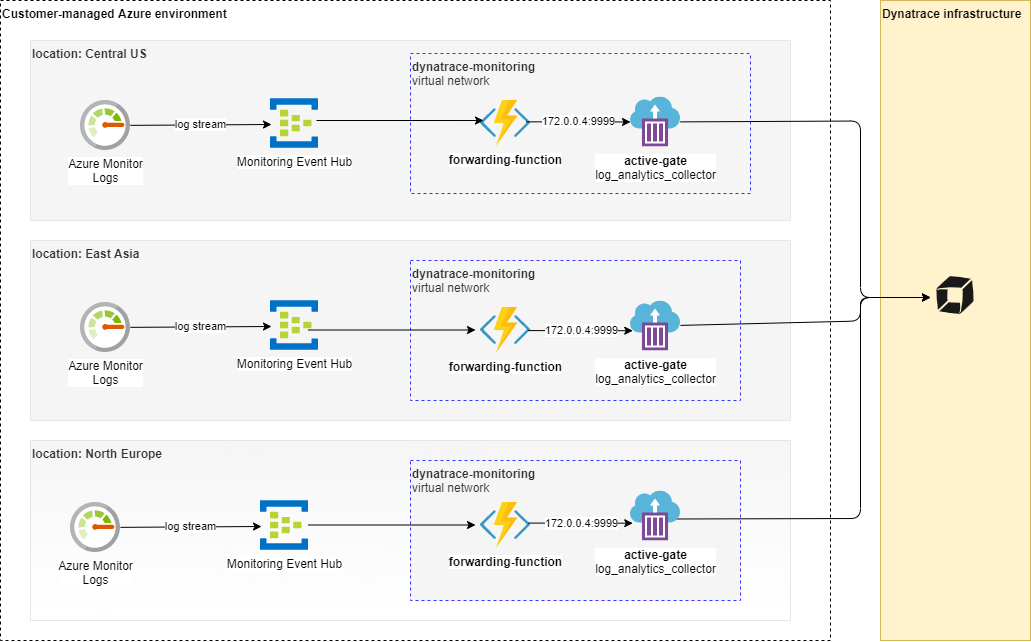 Customer-managed Azure environment
Dynatrace infrastructure
location: Central US
dynatrace-monitoring
virtual network
log stream
172.0.0.4:9999
Azure Monitor
Logs
Monitoring Event Hub
forwarding-function
active-gate
log_analytics_collector
location: East Asia
dynatrace-monitoring
virtual network
log stream
172.0.0.4:9999
Azure Monitor
Logs
Monitoring Event Hub
forwarding-function
active-gate
log_analytics_collector
location: North Europe
dynatrace-monitoring
virtual network
log stream
172.0.0.4:9999
Azure Monitor
Logs
Monitoring Event Hub
forwarding-function
active-gate
log_analytics_collector